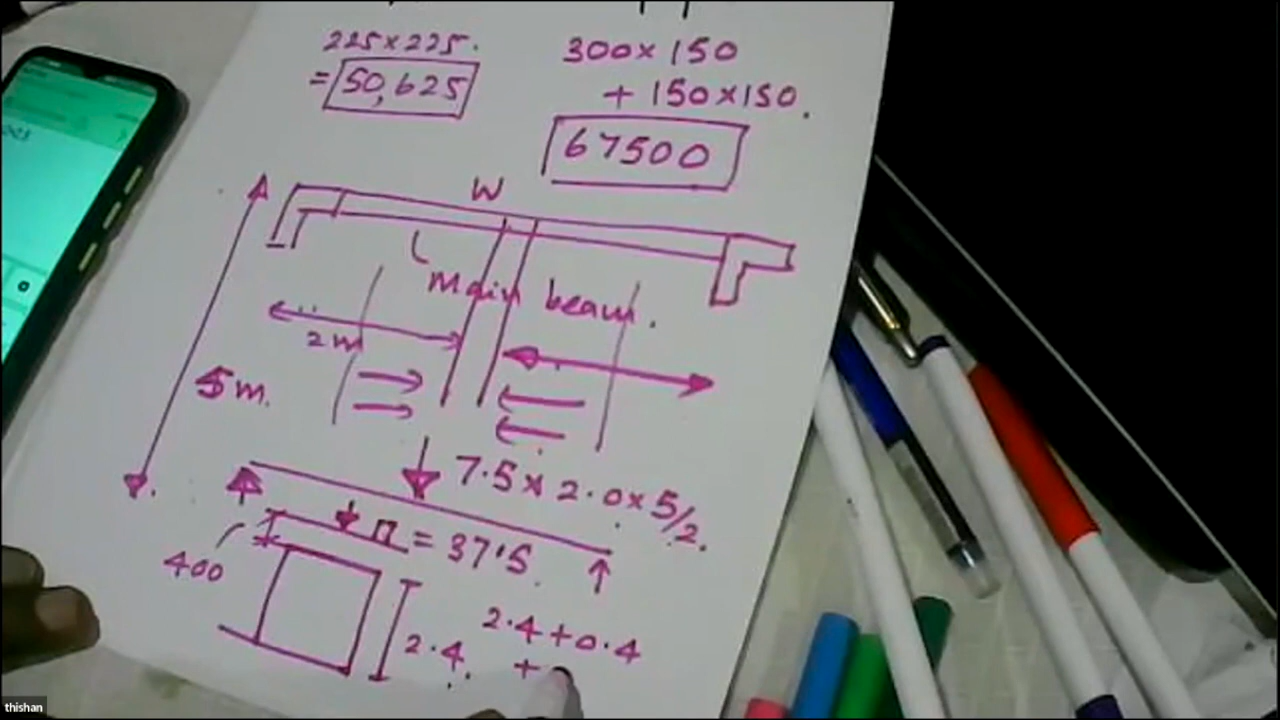 225×225.
= 50,625
300×150
+ 150×150.
67500
W
Main beam.
2m
5m.
7.5 × 2.0 × 5/2.
= 37.5
400
2.4
2.4 + 0.4
+
thishan